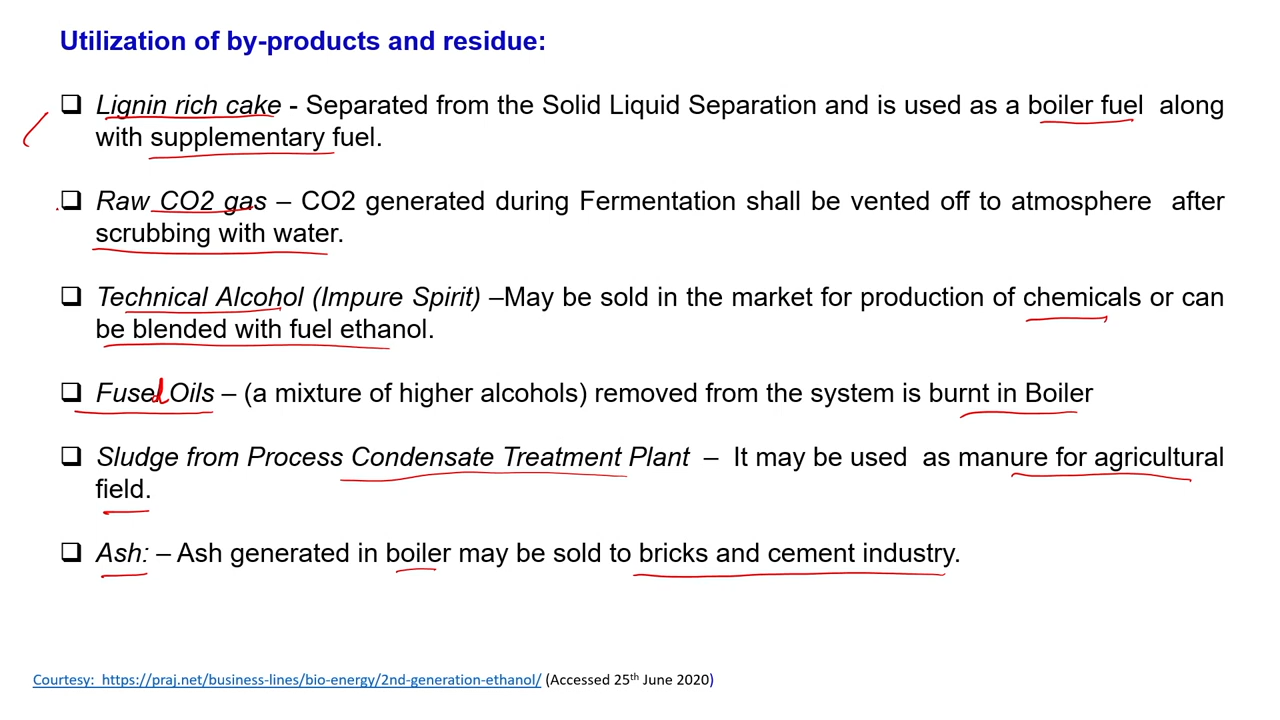 Utilization of by-products and residue:
❑ Lignin rich cake - Separated from the Solid Liquid Separation and is used as a boiler fuel along
with supplementary fuel.
❑ Raw CO2 gas – CO2 generated during Fermentation shall be vented off to atmosphere after
scrubbing with water.
❑ Technical Alcohol (Impure Spirit) –May be sold in the market for production of chemicals or can
be blended with fuel ethanol.
❑ Fusel Oils – (a mixture of higher alcohols) removed from the system is burnt in Boiler
❑ Sludge from Process Condensate Treatment Plant – It may be used as manure for agricultural
field.
❑ Ash: – Ash generated in boiler may be sold to bricks and cement industry.
Courtesy: https://praj.net/business-lines/bio-energy/2nd-generation-ethanol/ (Accessed 25th June 2020)